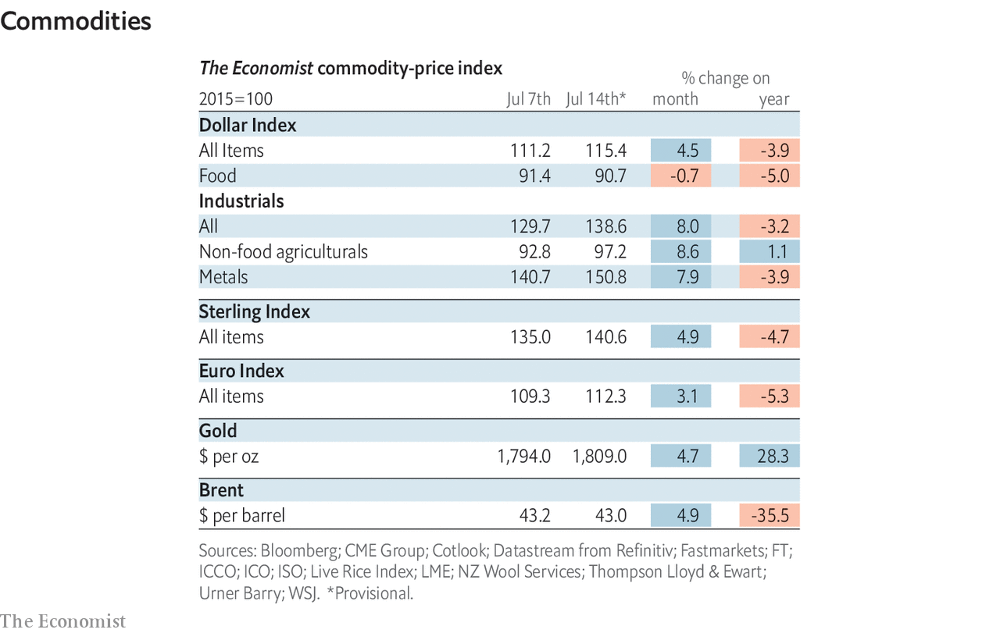 Commodities
The Economist commodity-price index
% change on
2015=100 Jul 7th Jul 14th* month year
Dollar Index
All Items 111.2 115.4 4.5 -3.9
Food 91.4 90.7 -0.7 -5.0
Industrials
All 129.7 138.6 8.0 -3.2
Non-food agriculturals 92.8 97.2 8.6 1.1
Metals 140.7 150.8 7.9 -3.9
Sterling Index
All items 135.0 140.6 4.9 -4.7
Euro Index
All items 109.3 112.3 3.1 -5.3
Gold
$ per oz 1,794.0 1,809.0 4.7 28.3
Brent
$ per barrel 43.2 43.0 4.9 -35.5
Sources: Bloomberg; CME Group; Cotlook; Datastream from Refinitiv; Fastmarkets; FT;
ICCO; ICO; ISO; Live Rice Index; LME; NZ Wool Services; Thompson Lloyd & Ewart;
Urner Barry; WSJ. *Provisional.
The Economist